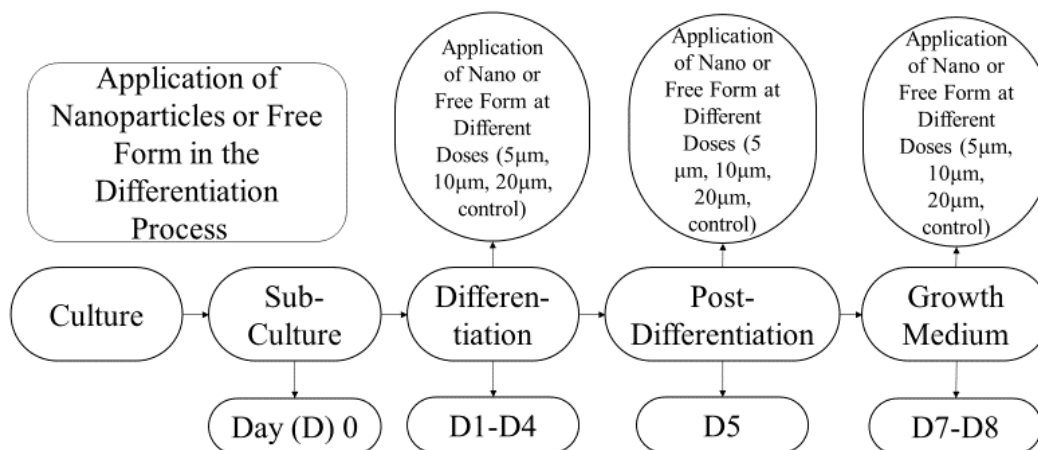 Application of
Nanoparticles or Free
Form in the
Differentiation
Process
Application
of Nano or
Free Form at
Different
Doses (5μm,
10μm, 20μm,
control)
Application
of Nano or
Free Form at
Different
Doses (5
μm, 10μm,
20μm,
control)
Application
of Nano or
Free Form at
Different
Doses (5μm,
10μm,
20μm,
control)
Culture
Sub-
Culture
Differen-
tiation
Post-
Differentiation
Growth
Medium
Day (D) 0
D1-D4
D5
D7-D8